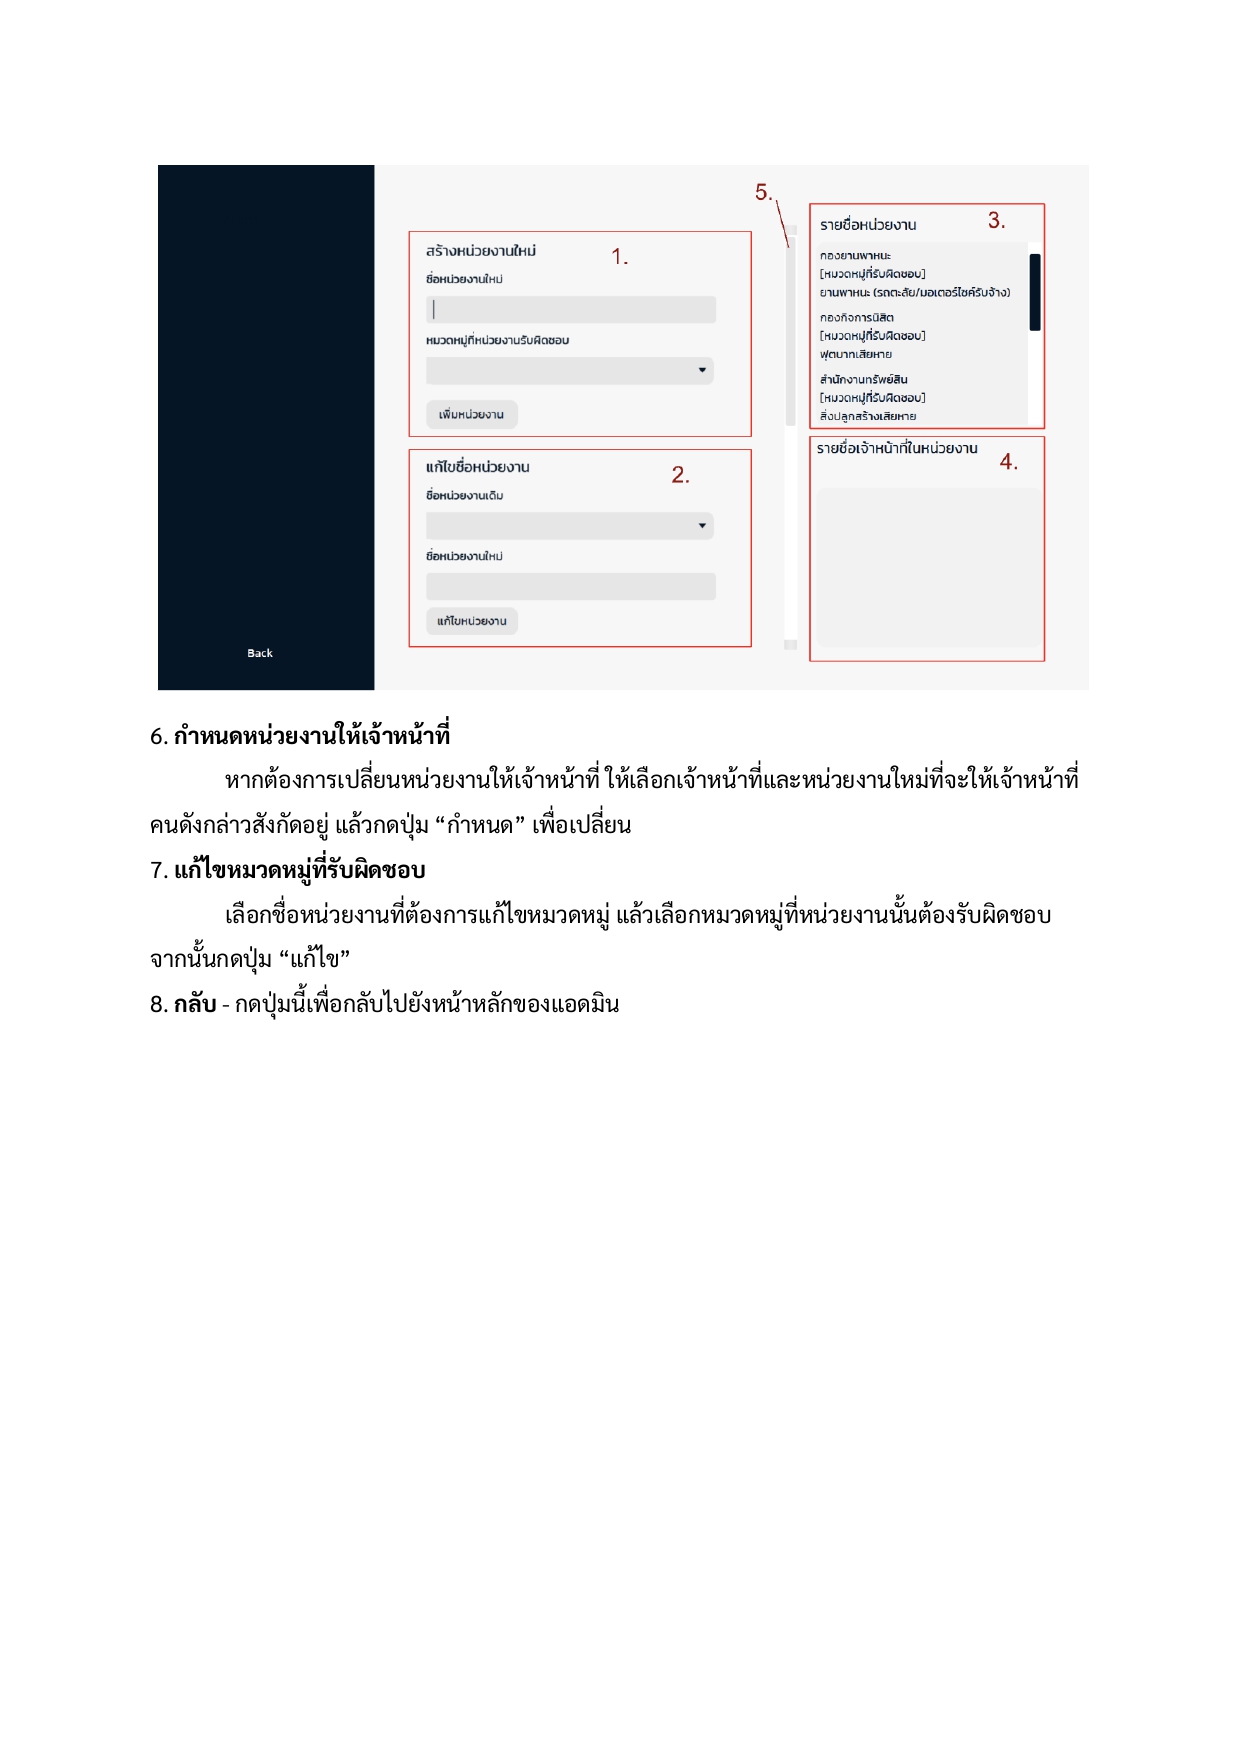 5.
สร้างหน่วยงานใหม่
1.
ชื่อหน่วยงานใหม่
หมวดหมู่ที่หน่วยงานรับผิดชอบ
เพิ่มหน่วยงาน
แก้ไขชื่อหน่วยงาน
2.
ชื่อหน่วยงานเดิม
ชื่อหน่วยงานใหม่
แก้ไขหน่วยงาน
Back
รายชื่อหน่วยงาน
3.
กองยานพาหนะ
[หมวดหมู่ที่รับผิดชอบ]
ยานพาหนะ (รถตะลัย/มอเตอร์ไซค์รับจ้าง)
กองกิจการนิสิต
[หมวดหมู่ที่รับผิดชอบ]
ฟุตบาทเสียหาย
สำนักงานทรัพย์สิน
[หมวดหมู่ที่รับผิดชอบ]
สิ่งปลูกสร้างเสียหาย
รายชื่อเจ้าหน้าที่ในหน่วยงาน
4.
6. กำหนดหน่วยงานให้เจ้าหน้าที่
หากต้องการเปลี่ยนหน่วยงานให้เจ้าหน้าที่ ให้เลือกเจ้าหน้าที่และหน่วยงานใหม่ที่จะให้เจ้าหน้าที่
คนดังกล่าวสังกัดอยู่ แล้วกดปุ่ม “กำหนด” เพื่อเปลี่ยน
7. แก้ไขหมวดหมู่ที่รับผิดชอบ
เลือกชื่อหน่วยงานที่ต้องการแก้ไขหมวดหมู่ แล้วเลือกหมวดหมู่ที่หน่วยงานนั้นต้องรับผิดชอบ
จากนั้นกดปุ่ม “แก้ไข”
8. กลับ - กดปุ่มนี้เพื่อกลับไปยังหน้าหลักของแอดมิน